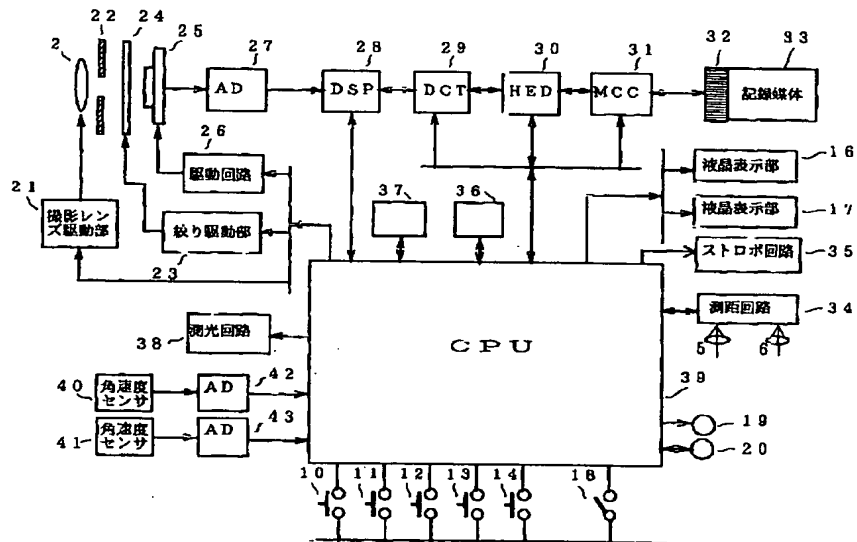 2
22
24
25
27
28
29
30
31
32
33
AD
DSP
DCT
HED
MCC
記録媒体
26
駆動回路
21
撮影レン
ズ駆動部
絞り駆動部
23
37
36
16
液晶表示部
液晶表示部
17
ストロボ回路
35
測距回路
34
5
6
測光回路
38
CPU
39
40
角速度
センサ
AD
42
41
角速度
センサ
AD
43
19
20
10
11
12
13
14
18